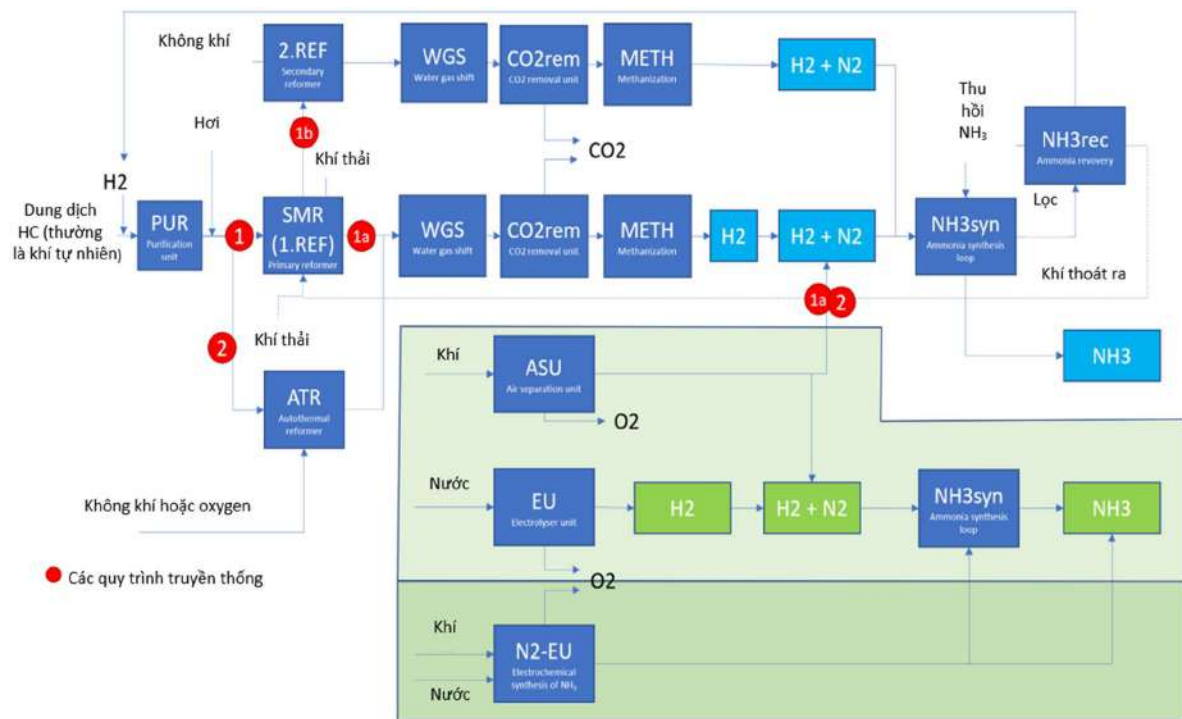 Không khí
2.REF
Secondary reformer
WGS
Water gas shift
CO2rem
CO2 removal unit
METH
Methanization
H2 + N2
Thu
hồi
NH₃
NH3rec
Ammonia revovery
Hơi
1b
Khí thải
CO2
H2
Dung dịch
HC (thường
là khí tự nhiên)
PUR
Purification
unit
1
SMR
(1.REF)
Primary reformer
1a
WGS
Water gas shift
CO2rem
CO2 removal unit
METH
Methanization
H2
H2 + N2
NH3syn
Ammonia synthesis
loop
Lọc
Khí thoát ra
1a
2
2
Khí thải
Khí
ASU
Air separation unit
O2
NH3
ATR
Autothermal
reformer
Nước
EU
Electrolyser unit
H2
H2 + N2
NH3syn
Ammonia synthesis
loop
NH3
Không khí hoặc oxygen
O2
Các quy trình truyền thống
Khí
N2-EU
Electrochemical
synthesis of NH₃
Nước